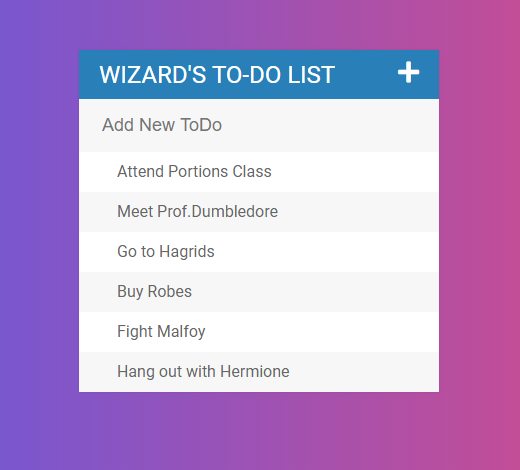 WIZARD'S TO-DO LIST
Add New ToDo
Attend Portions Class
Meet Prof.Dumbledore
Go to Hagrids
Buy Robes
Fight Malfoy
Hang out with Hermione